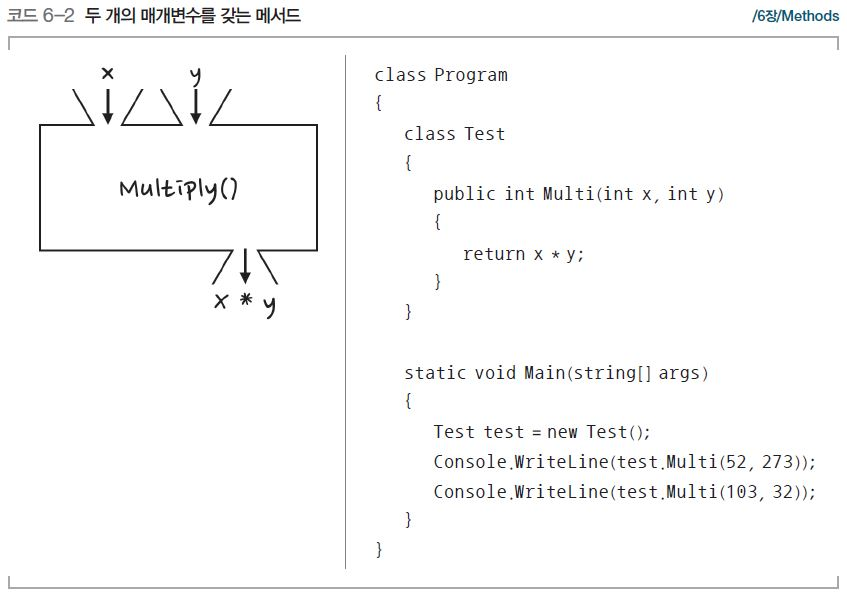 코드 6-2 두 개의 매개변수를 갖는 메서드
/6장/Methods
x y
Multiply()
x * y
class Program
{
class Test
{
public int Multi(int x, int y)
{
return x * y;
}
}
static void Main(string[] args)
{
Test test = new Test();
Console.WriteLine(test.Multi(52, 273));
Console.WriteLine(test.Multi(103, 32));
}
}